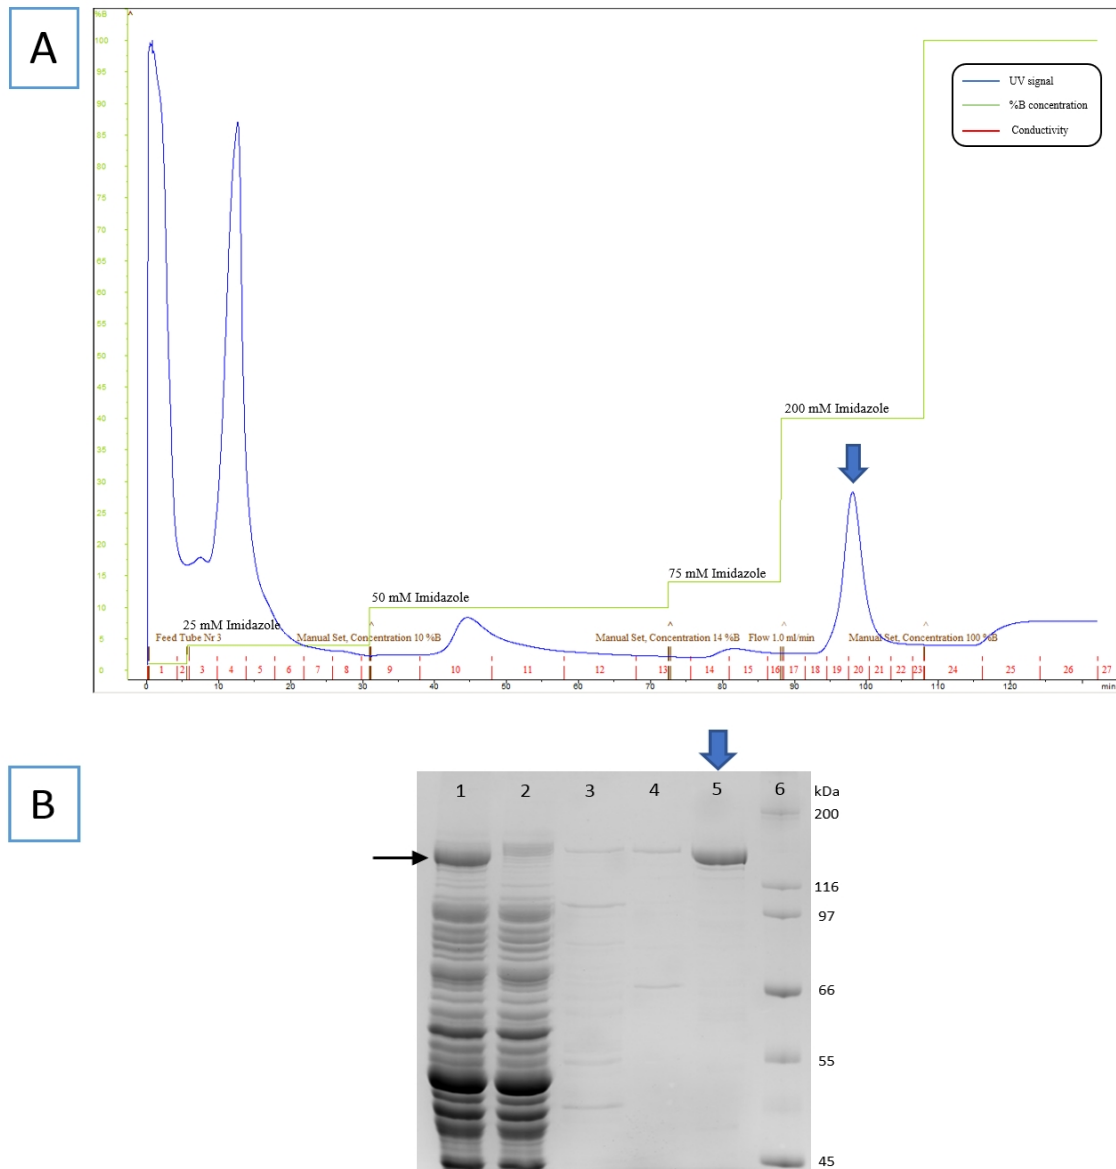 A
%B
100
95
90
85
80
75
70
65
60
55
50
45
40
35
30
25
20
15
10
5
0
UV signal
%B concentration
Conductivity
200 mM Imidazole
75 mM Imidazole
50 mM Imidazole
25 mM Imidazole
Feed Tube Nr 3 Manual Set, Concentration 10 %B Manual Set, Concentration 14 %B Flow 1.0 ml/min Manual Set, Concentration 100 %B
1 2 3 4 5 6 7 8 9 10 11 12 13 14 15 16 17 18 19 20 21 22 23 24 25 26 27
0 10 20 30 40 50 60 70 80 90 100 110 120 min
B
1 2 3 4 5 6 kDa
200
116
97
66
55
45